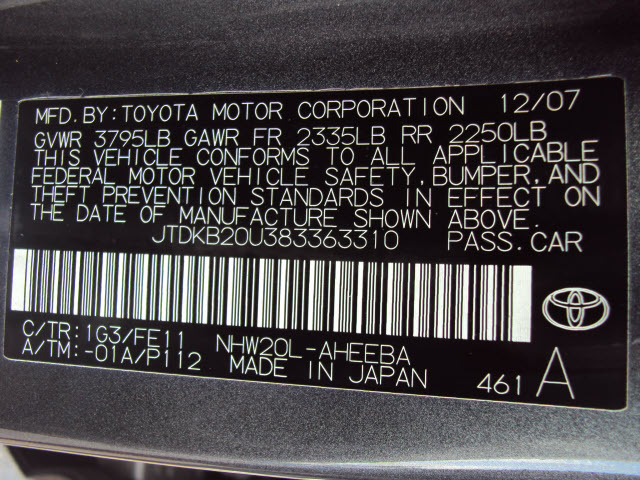 MFD. BY: TOYOTA MOTOR CORPORATION 12/07
GVWR 3795LB GAWR FR 2335LB RR 2250LB
THIS VEHICLE CONFORMS TO ALL APPLICABLE
FEDERAL MOTOR VEHICLE SAFETY, BUMPER, AND
THEFT PREVENTION STANDARDS IN EFFECT ON
THE DATE OF MANUFACTURE SHOWN ABOVE.
JTDKB20U383363310 PASS. CAR
C/TR: 1G3/FE11 NHW20L-AHEEBA
A/TM: -01A/P112 MADE IN JAPAN 461 A